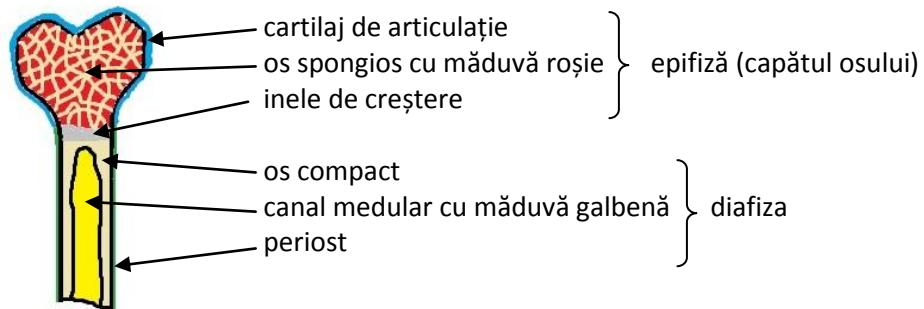 cartilaj de articulație
os spongios cu măduvă roșie
epifiză (capătul osului)
inele de creștere
os compact
canal medular cu măduvă galbenă
diafiza
periost